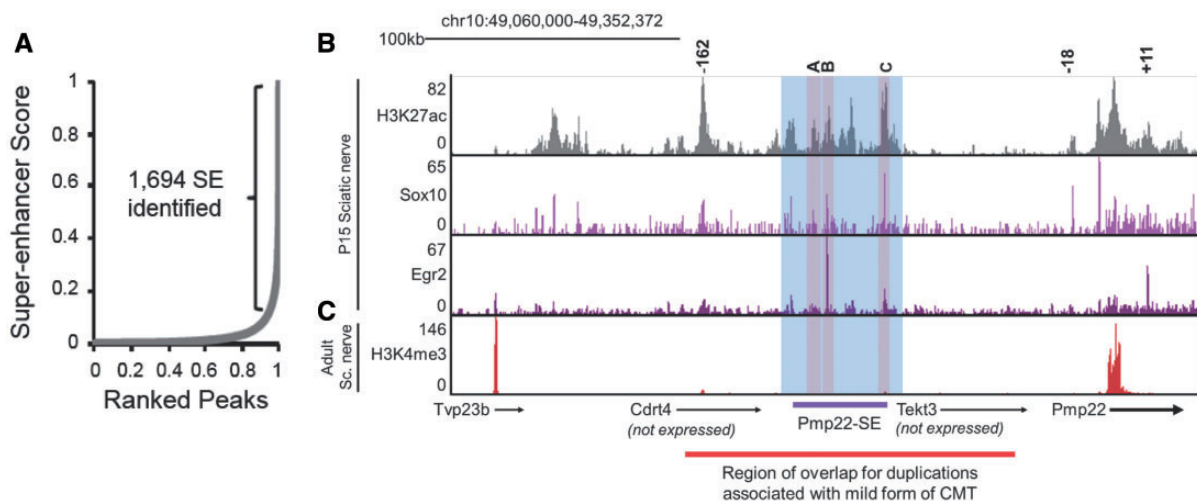 A
Super-enhancer Score
1
0.8
0.6
0.4
0.2
0
1,694 SE
identified
0 0.2 0.4 0.6 0.8 1
Ranked Peaks
B
chr10:49,060,000-49,352,372
100kb
-162
A
B
C
-18
+11
P15 Sciatic nerve
82
H3K27ac
0
65
Sox10
0
67
Egr2
0
C
Adult
Sc. nerve
146
H3K4me3
0
Tvp23b
Cdrt4
(not expressed)
Pmp22-SE
Tekt3
(not expressed)
Pmp22
Region of overlap for duplications
associated with mild form of CMT